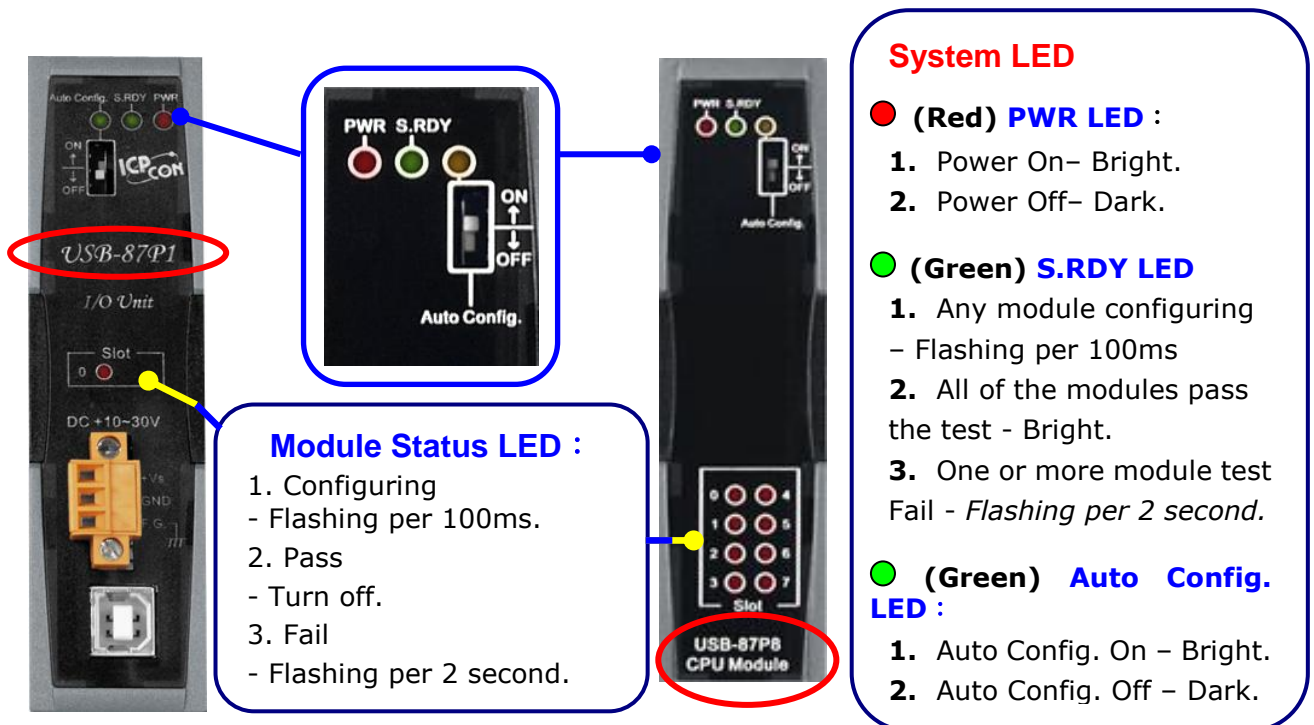 Auto Config. S.RDY PWR
ON
↑
↓
OFF
ICP CON
USB-87P1
I/O Unit
Slot
0
DC +10~30V
+Vs
GND
F.G.
PWR S.RDY
ON
↑
↓
OFF
Auto Config.
Module Status LED：
1. Configuring
- Flashing per 100ms.
2. Pass
- Turn off.
3. Fail
- Flashing per 2 second.
PWR S.RDY
ON
↑
↓
OFF
Auto Config.
0 4
1 5
2 6
3 7
Slot
USB-87P8
CPU Module
System LED
(Red) PWR LED：
1. Power On– Bright.
2. Power Off– Dark.
(Green) S.RDY LED
1. Any module configuring
– Flashing per 100ms
2. All of the modules pass
the test - Bright.
3. One or more module test
Fail - Flashing per 2 second.
(Green) Auto Config.
LED：
1. Auto Config. On – Bright.
2. Auto Config. Off – Dark.